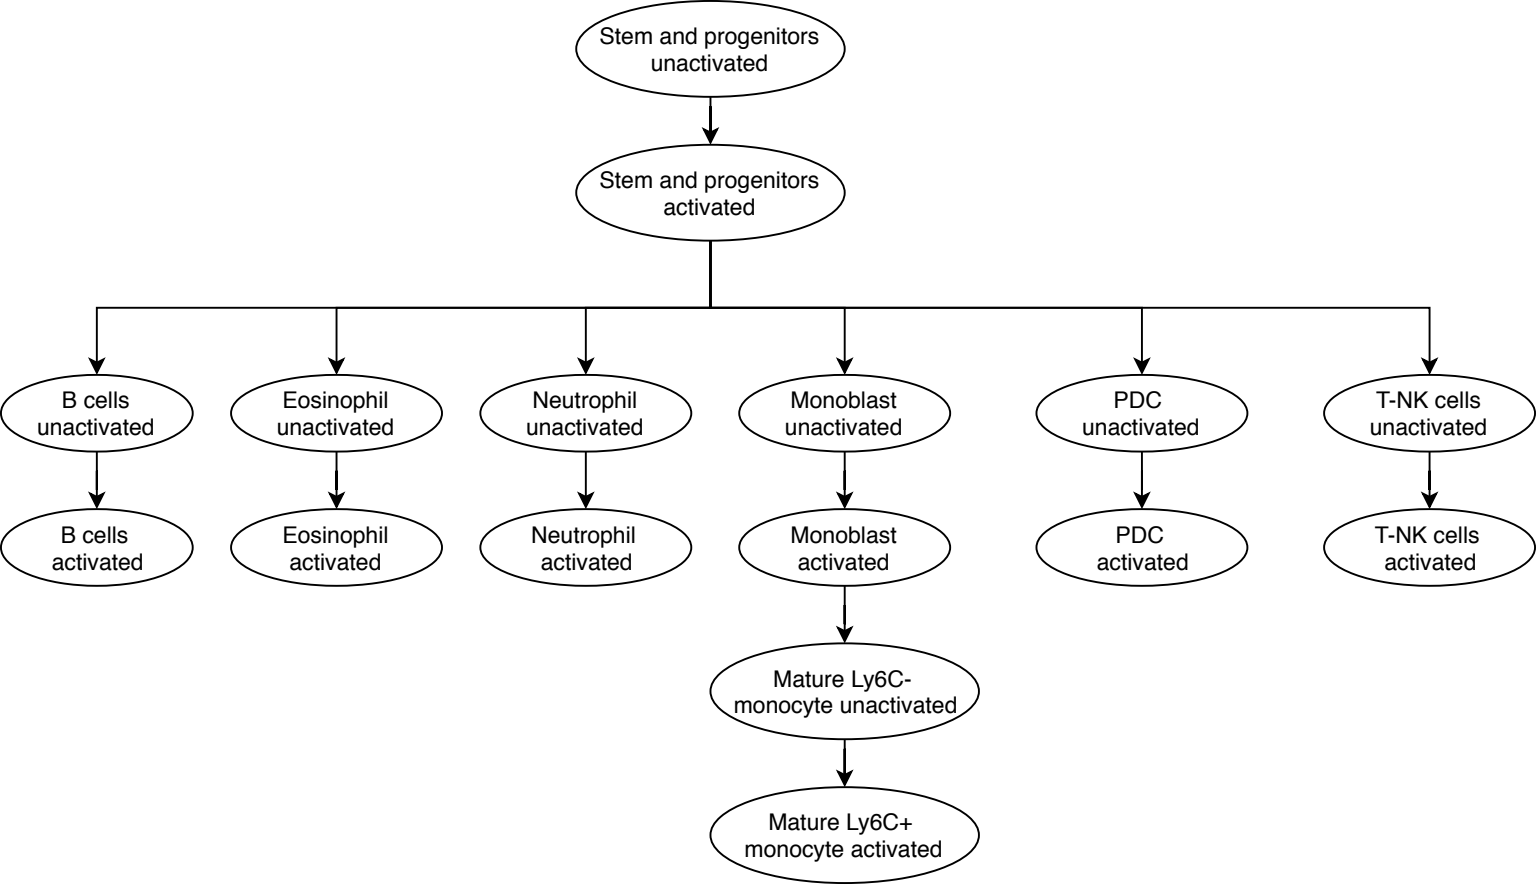 Stem and progenitors
unactivated
Stem and progenitors
activated
B cells
unactivated
Eosinophil
unactivated
Neutrophil
unactivated
Monoblast
unactivated
PDC
unactivated
T-NK cells
unactivated
B cells
activated
Eosinophil
activated
Neutrophil
activated
Monoblast
activated
PDC
activated
T-NK cells
activated
Mature Ly6C-
monocyte unactivated
Mature Ly6C+
monocyte activated